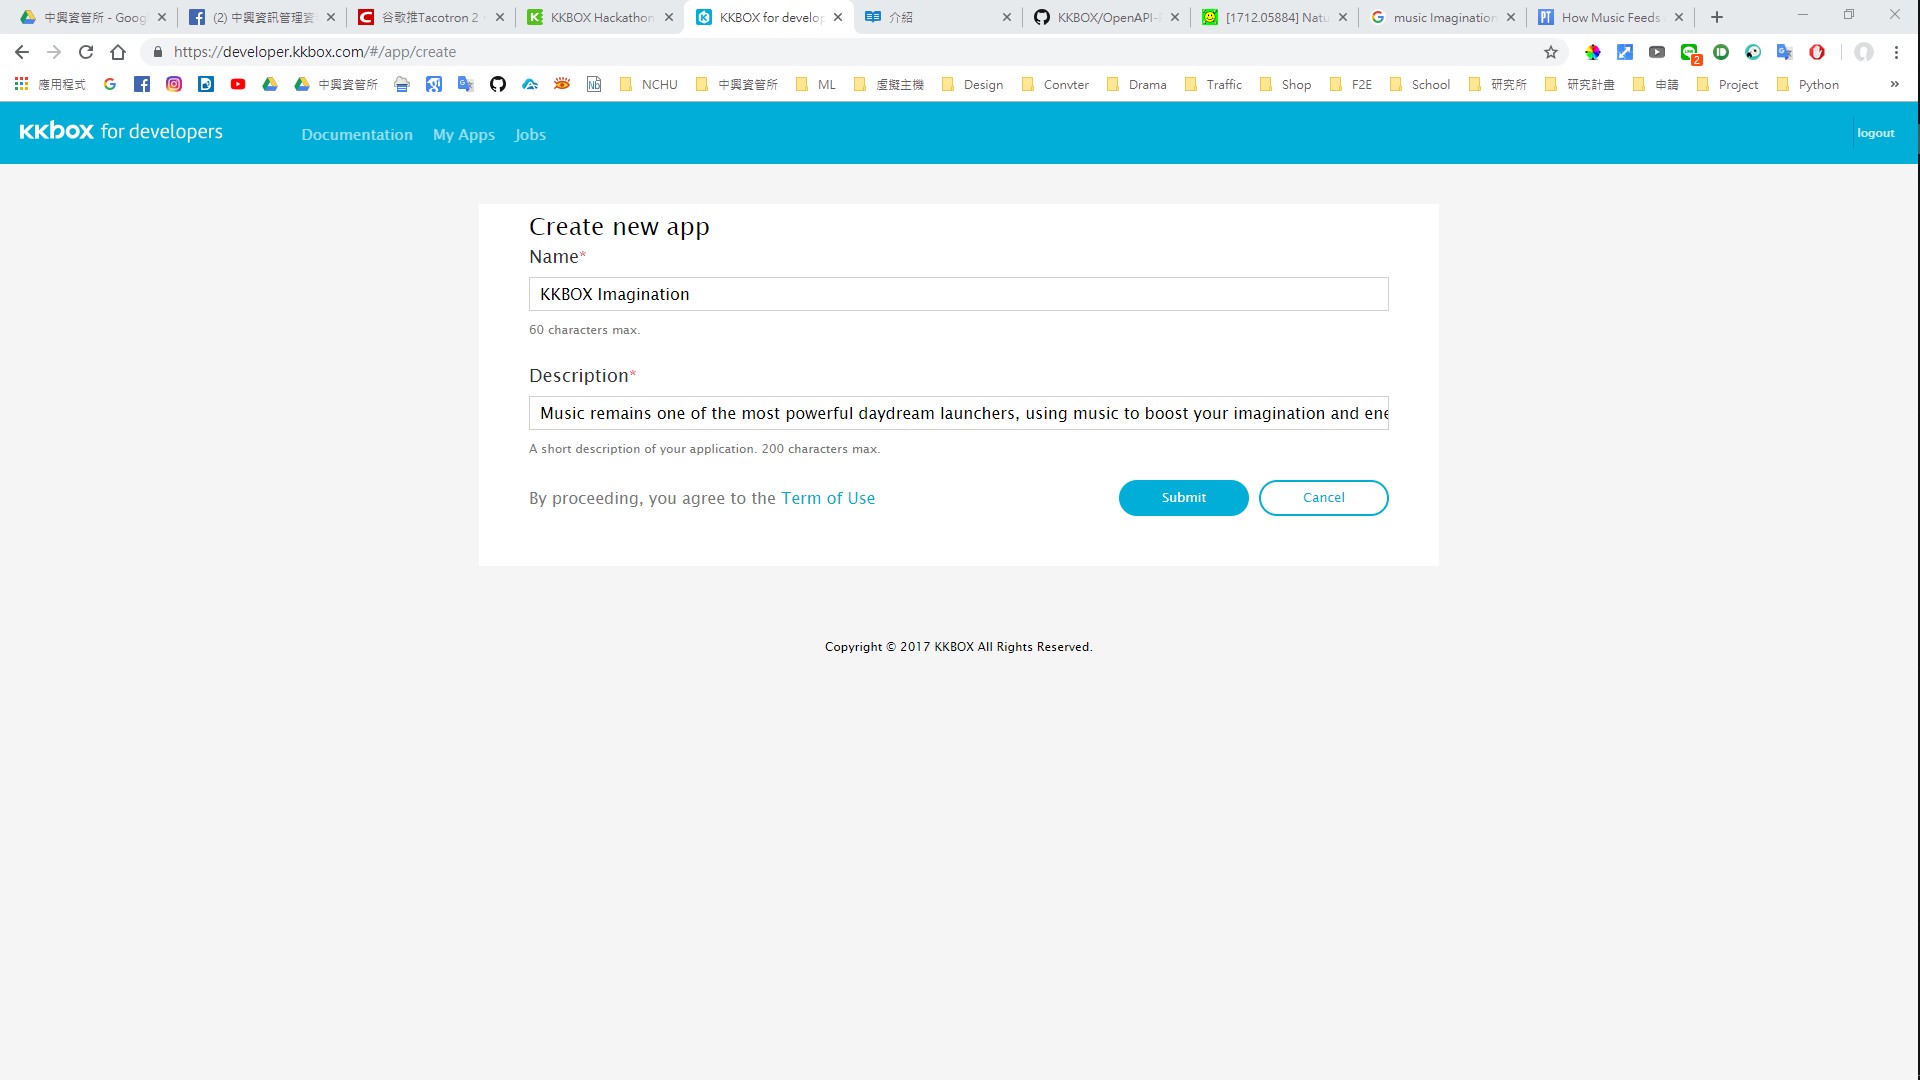 中興資管所 - Goog
(2) 中興資訊管理資
谷歌推Tacotron 2
KKBOX Hackathon
KKBOX for develop
介紹
KKBOX/OpenAPI-
[1712.05884] Natu
music Imagination
How Music Feeds
https://developer.kkbox.com/#/app/create
2
應用程式
中興資管所
NCHU
中興資管所
ML
虛擬主機
Design
Convter
Drama
Traffic
Shop
F2E
School
研究所
研究計畫
申請
Project
Python
»
KKBOX for developers
Documentation
My Apps
Jobs
logout
Create new app
Name*
KKBOX Imagination
60 characters max.
Description*
Music remains one of the most powerful daydream launchers, using music to boost your imagination and ene
A short description of your application. 200 characters max.
By proceeding, you agree to the Term of Use
Submit
Cancel
Copyright © 2017 KKBOX All Rights Reserved.